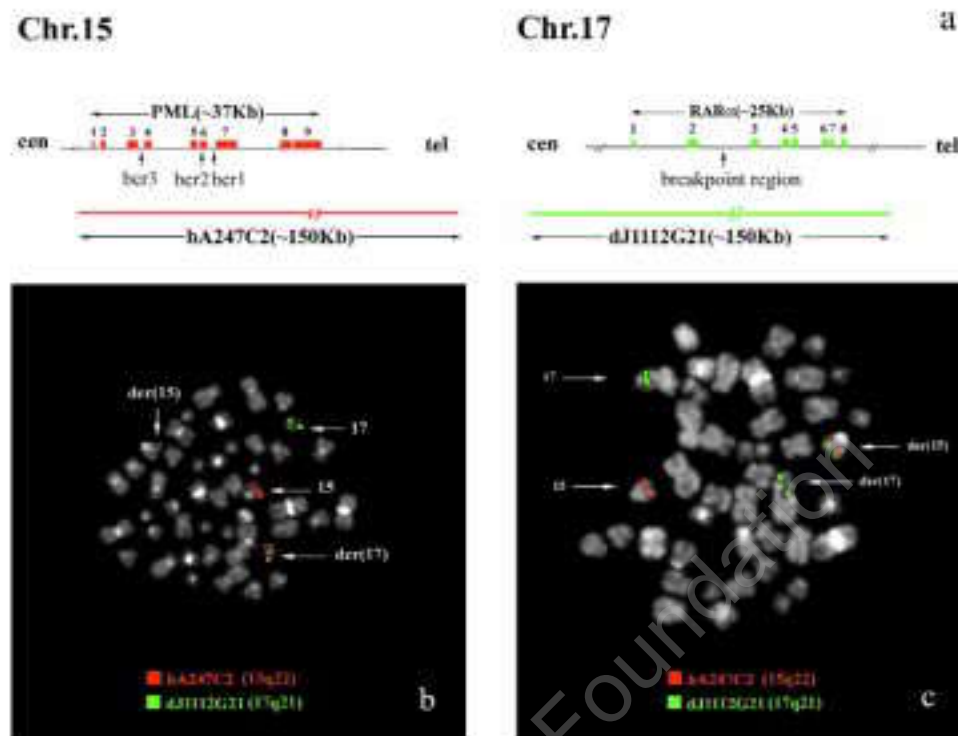 Chr.15
Chr.17
a
PML(~37Kb)
1 2 3 4 5 6 7 8 9
cen
tel
bcr3 bcr2 bcr1
hA247C2(~150Kb)
RARα(~25Kb)
1 2 3 4 5 6 7 8
cen
tel
breakpoint region
dJ1112G21(~150Kb)
der(15)
17
15
der(17)
hA247C2 (15q22)
dJ1112G21 (17q21)
b
17
der(15)
15
der(17)
hA247C2 (15q22)
dJ1112G21 (17q21)
c
Foundation